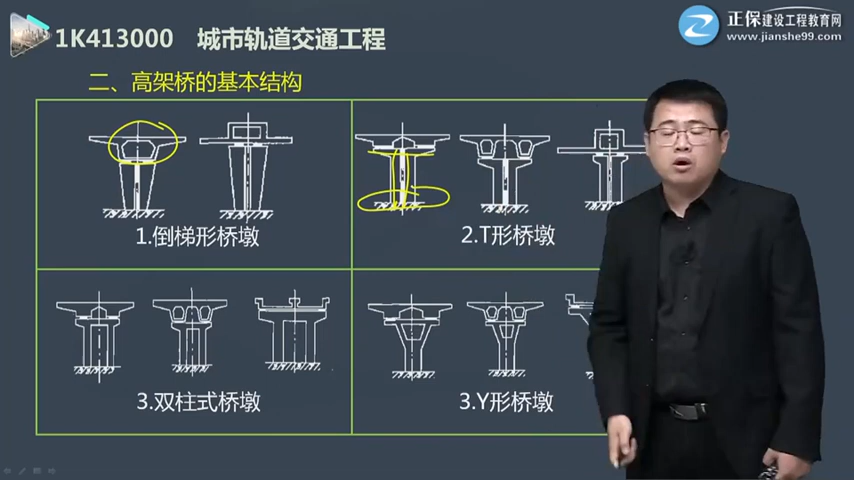 1K413000 城市轨道交通工程
正保建设工程教育网
www.jianshe99.com
二、高架桥的基本结构
1.倒梯形桥墩
2.T形桥墩
3.双柱式桥墩
3.Y形桥墩